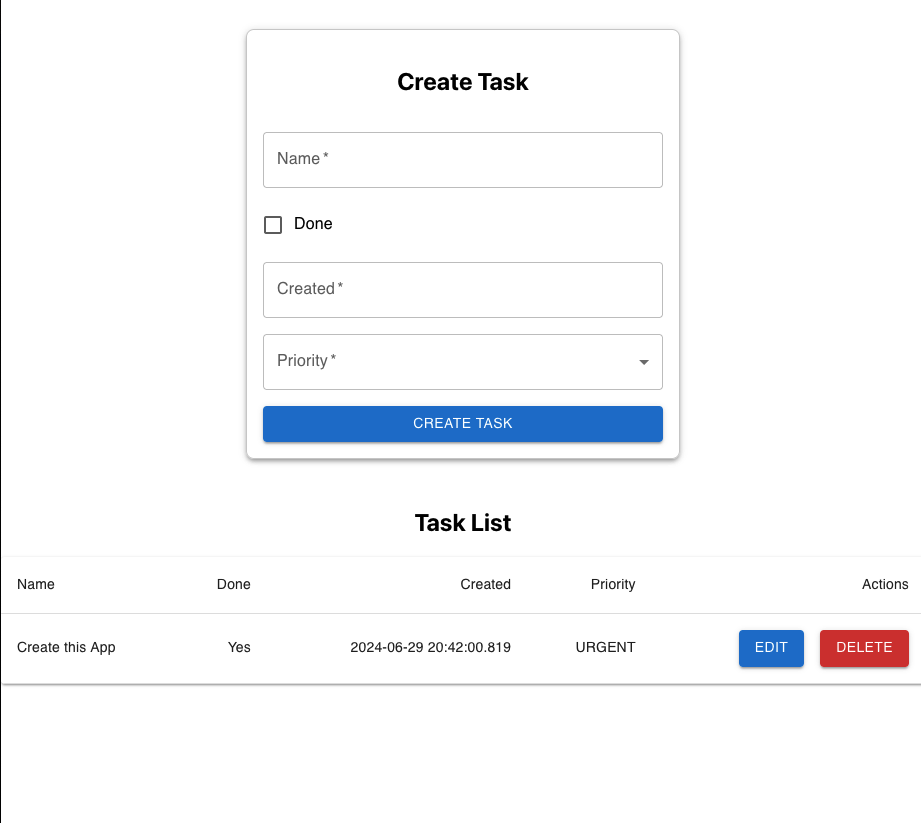 Create Task
Name *
Done
Created *
Priority *
CREATE TASK
Task List
Name Done Created Priority Actions
Create this App Yes 2024-06-29 20:42:00.819 URGENT EDIT DELETE